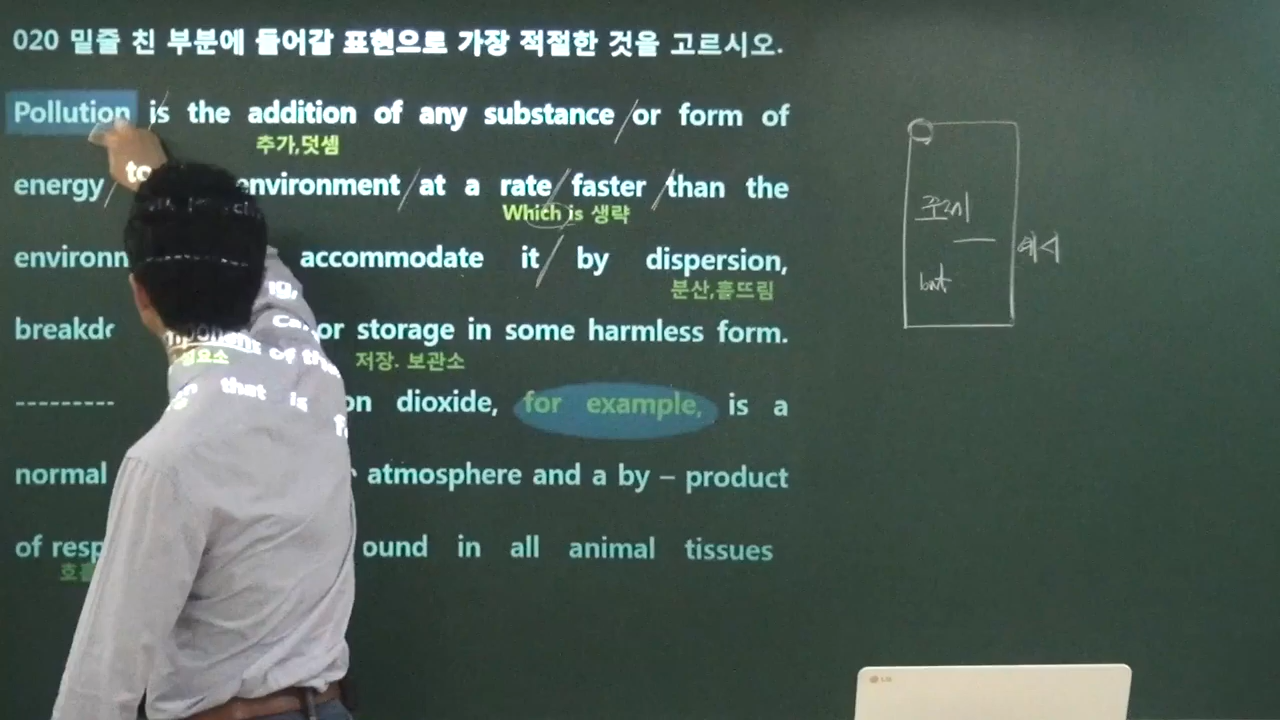 020 밑줄 친 부분에 들어갈 표현으로 가장 적절한 것을 고르시오.
Pollution is the addition of any substance or form of
추가,덧셈
energy to environment at a rate faster than the
Which is 생략
accommodate it by dispersion,
분산,흩뜨림
or storage in some harmless form.
저장. 보관소
---------- dioxide, for example, is a
normal atmosphere and a by – product
of in all animal tissues
that is
주제
예시
but
LG